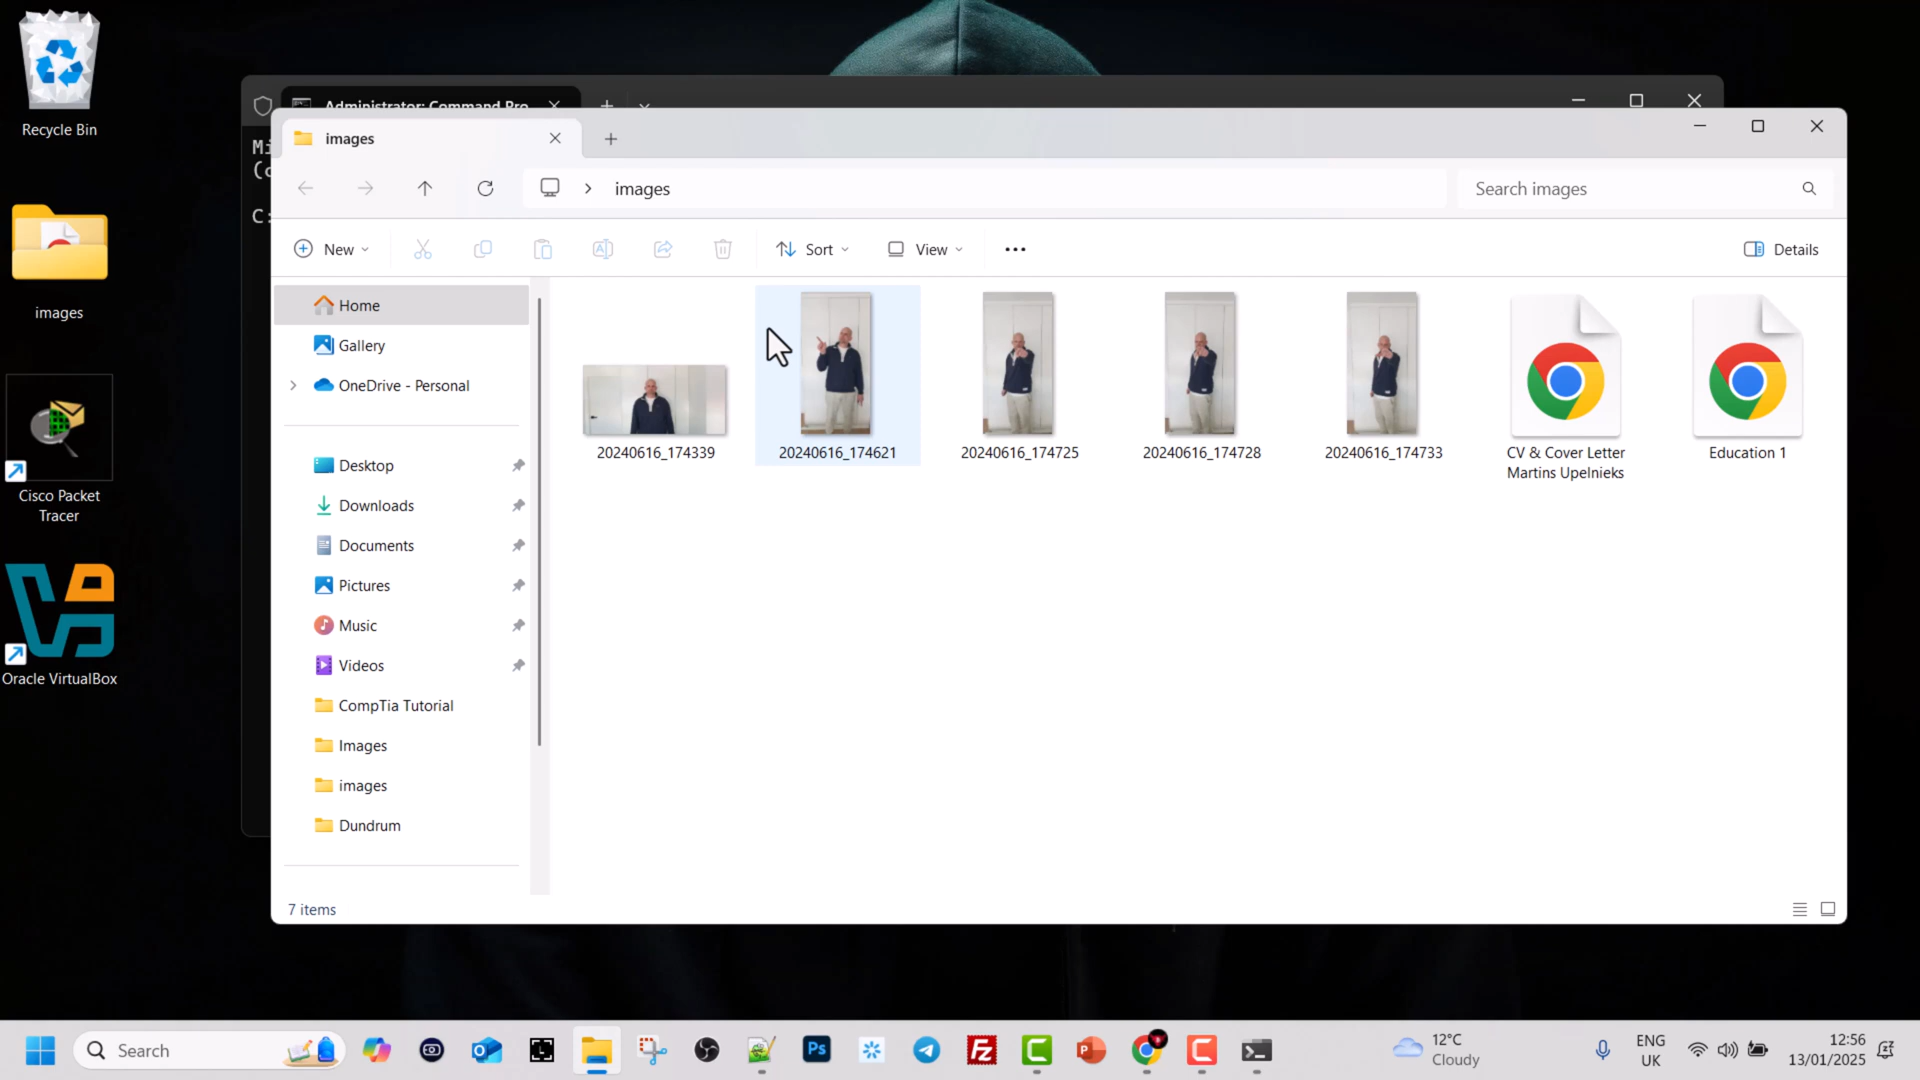 Recycle Bin
images
Cisco Packet
Tracer
Oracle VirtualBox
Administrator: Command Pro
Mi
(c
C:
images
images
Search images
New
Sort
View
Details
Home
Gallery
OneDrive - Personal
Desktop
Downloads
Documents
Pictures
Music
Videos
CompTia Tutorial
Images
images
Dundrum
20240616_174339
20240616_174621
20240616_174725
20240616_174728
20240616_174733
CV & Cover Letter
Martins Upelnieks
Education 1
7 items
Search
Ps
Fz
12°C
Cloudy
ENG
UK
12:56
13/01/2025